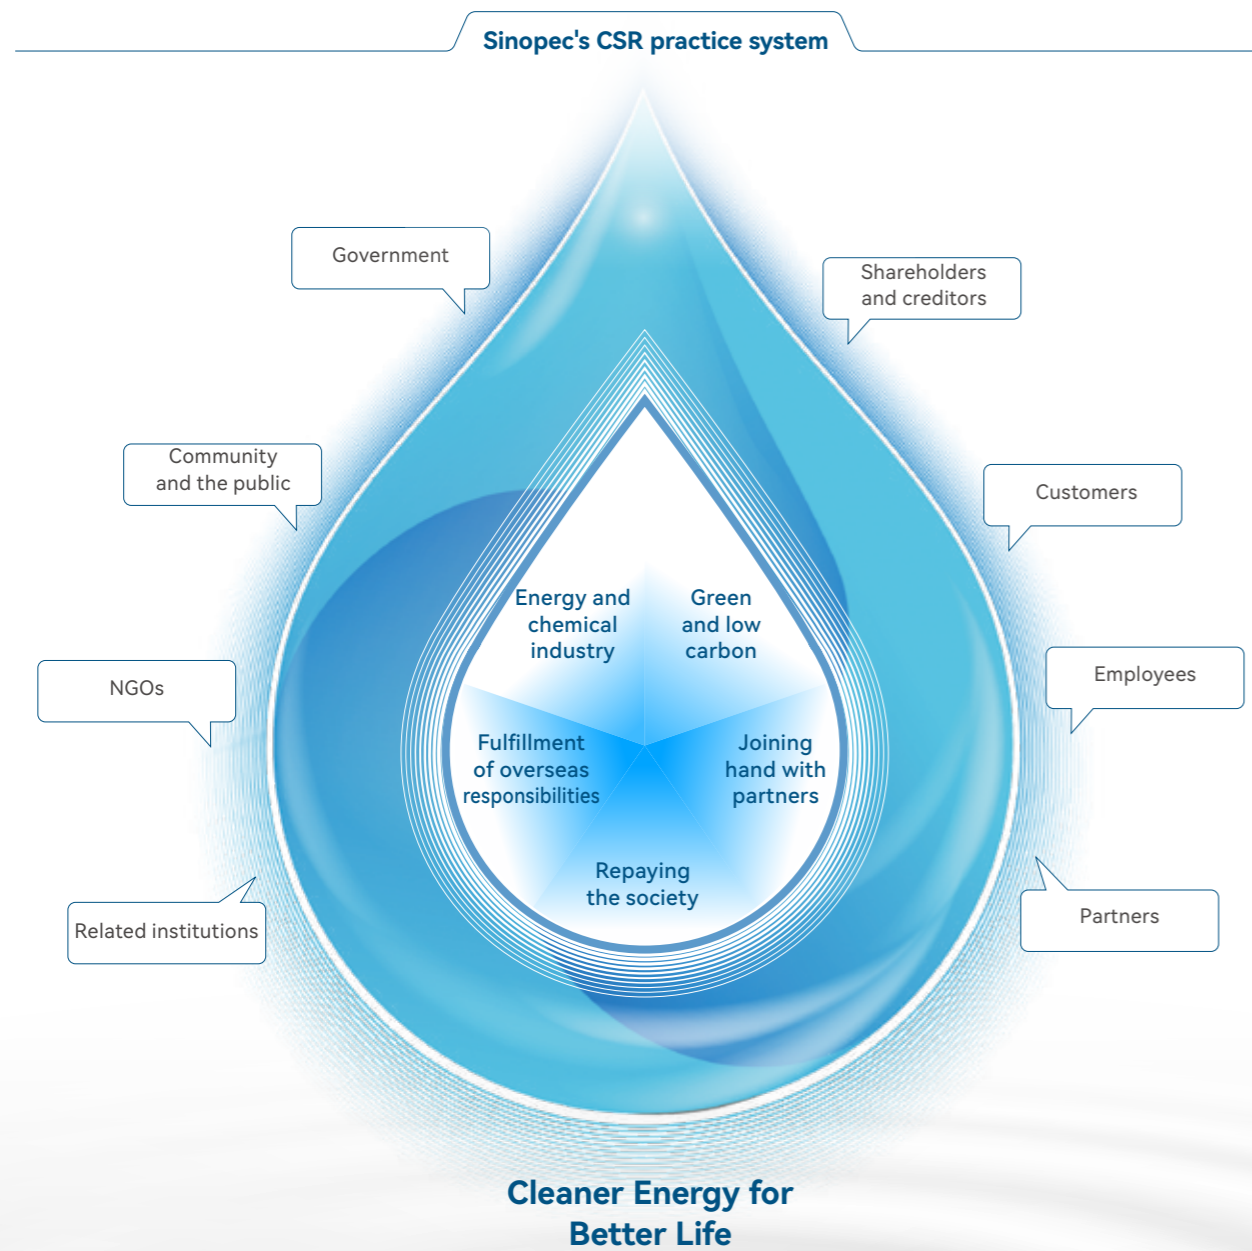 Sinopec's CSR practice system
Government
Shareholders
and creditors
Community
and the public
Customers
Energy and
chemical
industry
Green
and low
carbon
NGOs
Employees
Fulfillment
of overseas
responsibilities
Joining
hand with
partners
Repaying
the society
Related institutions
Partners
Cleaner Energy for
Better Life